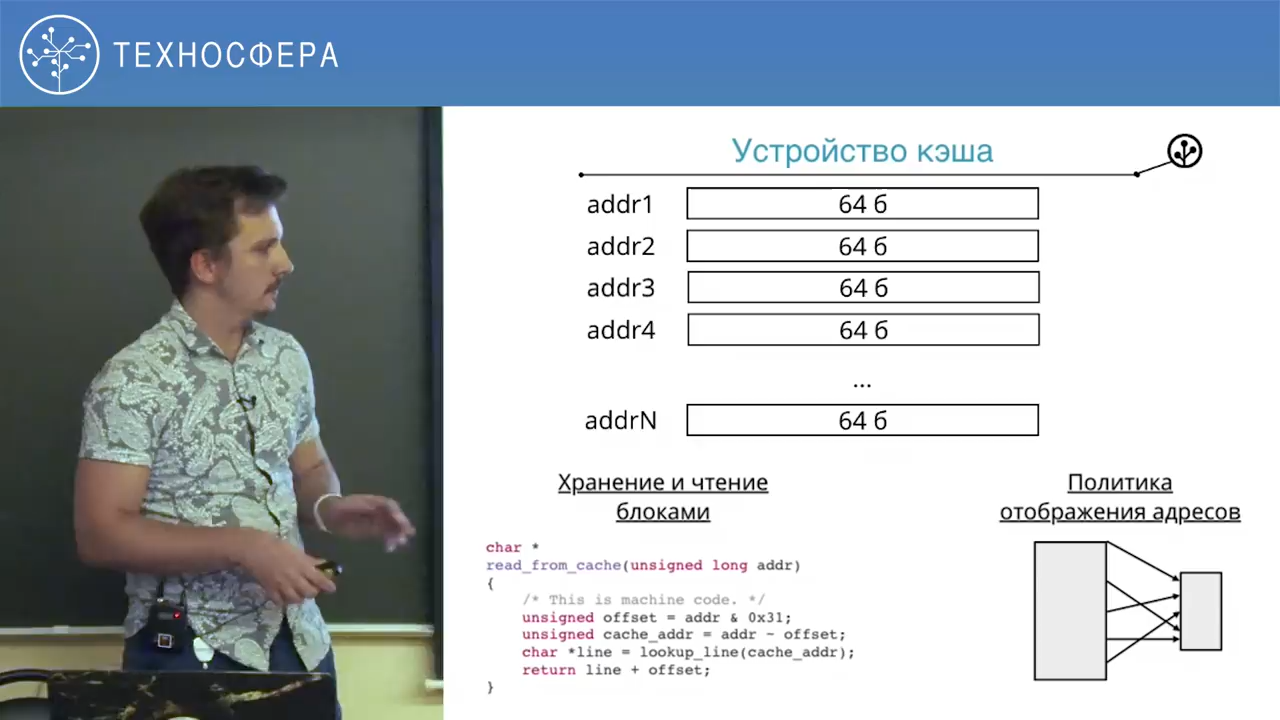 ТЕХНОСФЕРА
Устройство кэша
addr1 64 б
addr2 64 б
addr3 64 б
addr4 64 б
...
addrN 64 б
Хранение и чтение
блоками
Политика
отображения адресов
char *
read_from_cache(unsigned long addr)
{
/* This is machine code. */
unsigned offset = addr & 0x31;
unsigned cache_addr = addr - offset;
char *line = lookup_line(cache_addr);
return line + offset;
}